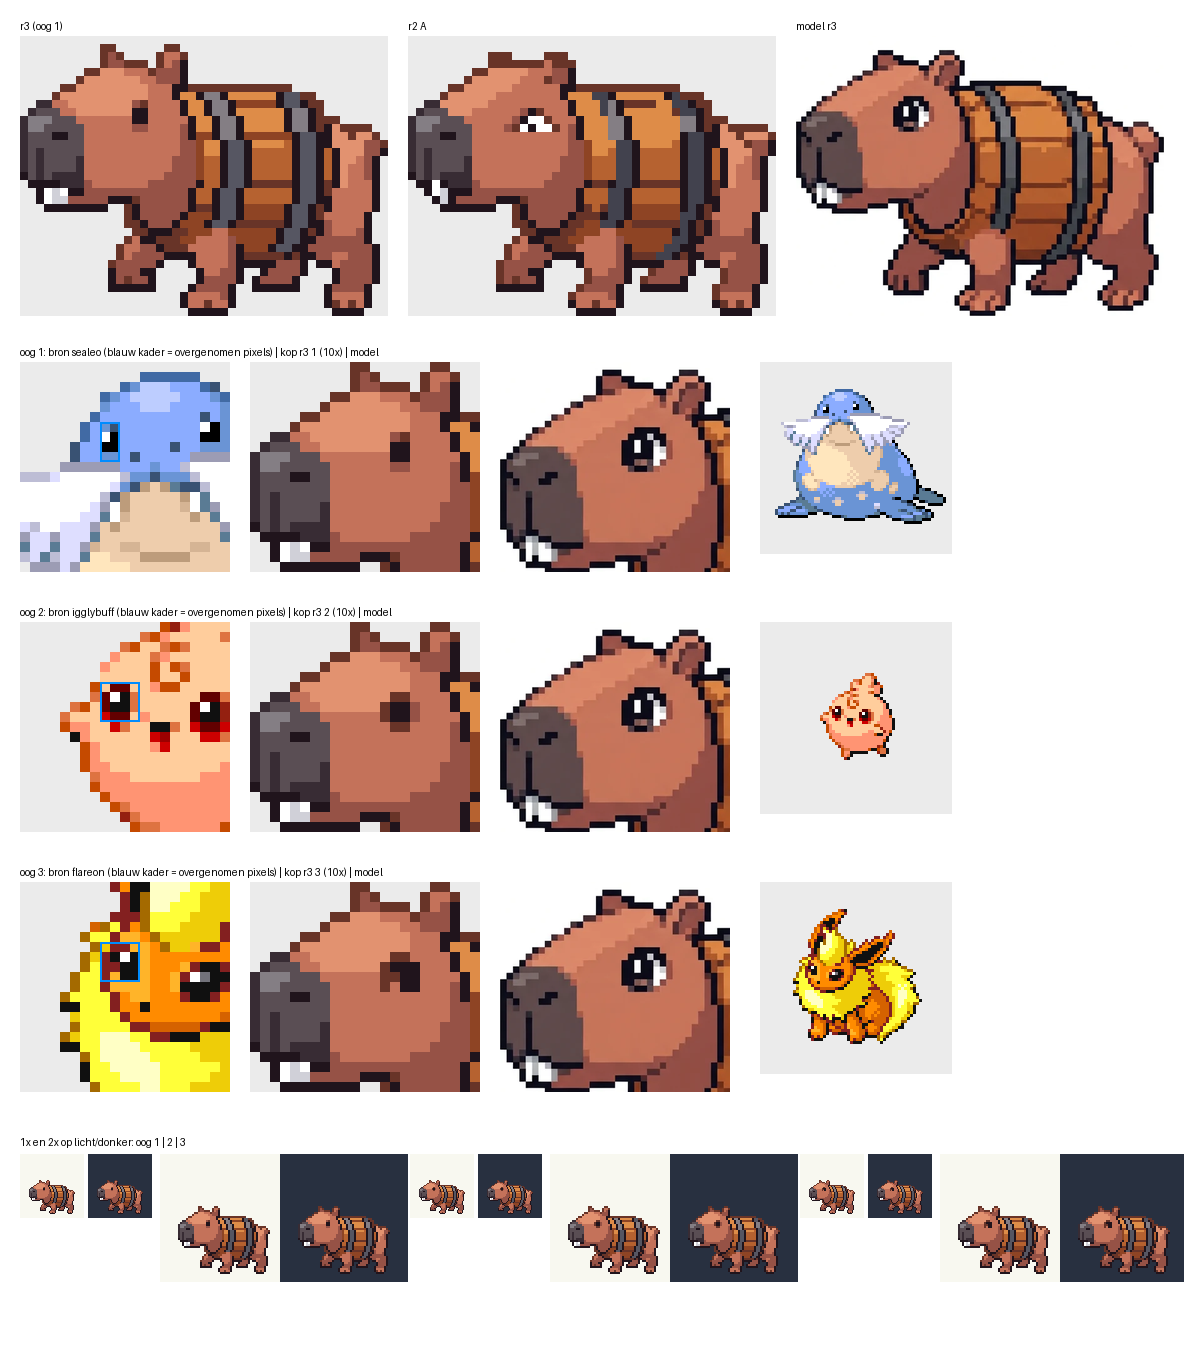 r3 (oog 1)
r2 A
model r3
oog 1: bron sealeo (blauw kader = overgenomen pixels) | kop r3 1 (10x) | model
oog 2: bron igglybuff (blauw kader = overgenomen pixels) | kop r3 2 (10x) | model
oog 3: bron flareon (blauw kader = overgenomen pixels) | kop r3 3 (10x) | model
1x en 2x op licht/donker: oog 1 | 2 | 3